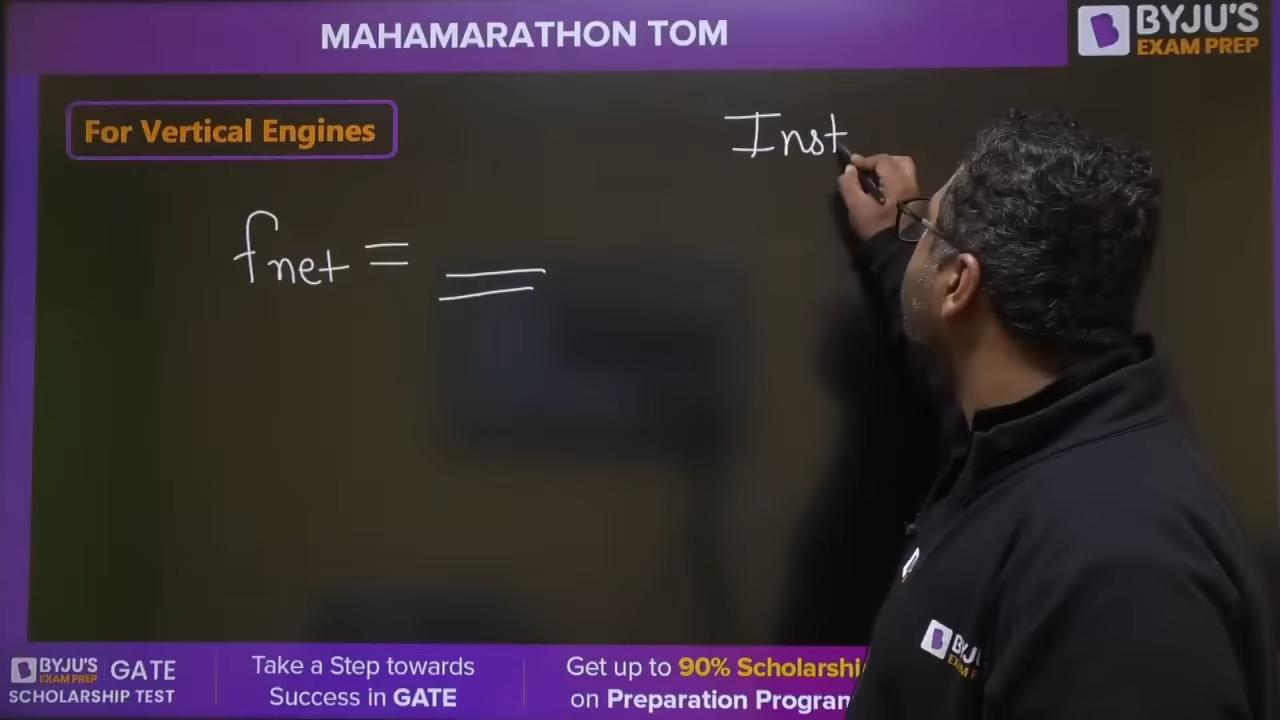 MAHAMARATHON TOM
BYJU'S
EXAM PREP
For Vertical Engines
Inst
fnet = 
BYJU'S
EXAM PREP
GATE
SCHOLARSHIP TEST
Take a Step towards
Success in GATE
Get up to 90% Scholarshi
on Preparation Program